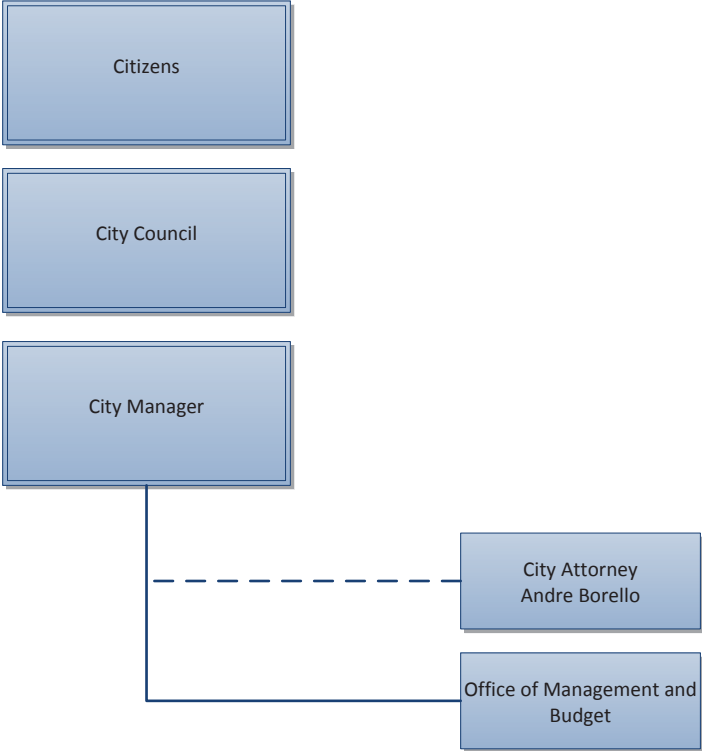 Citizens
City Council
City Manager
City Attorney
Andre Borello
Office of Management and
Budget